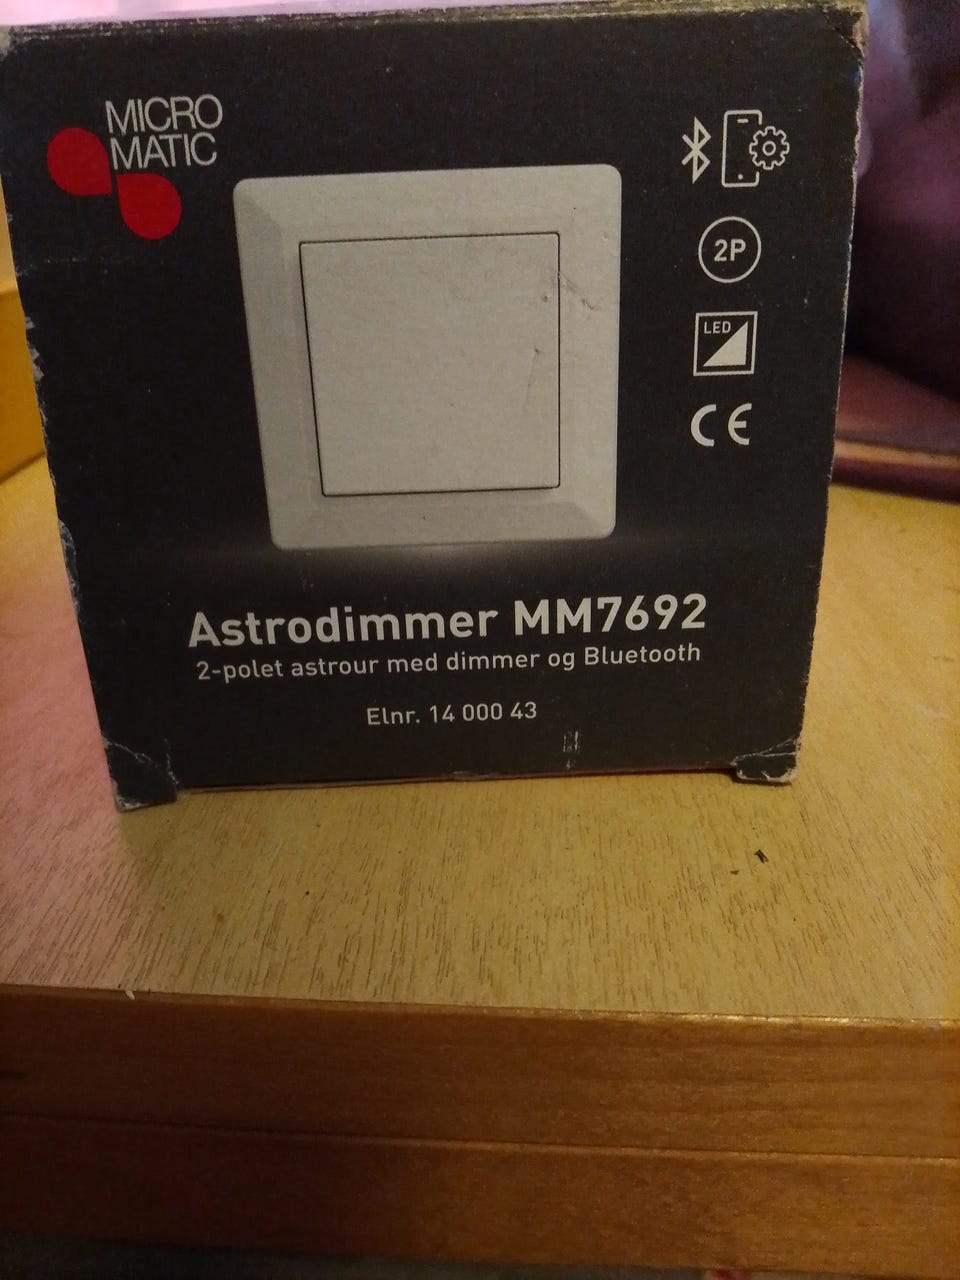 MICRO
MATIC
2P
LED
CE
Astrodimmer MM7692
2-polet astrour med dimmer og Bluetooth
Elnr. 14 000 43